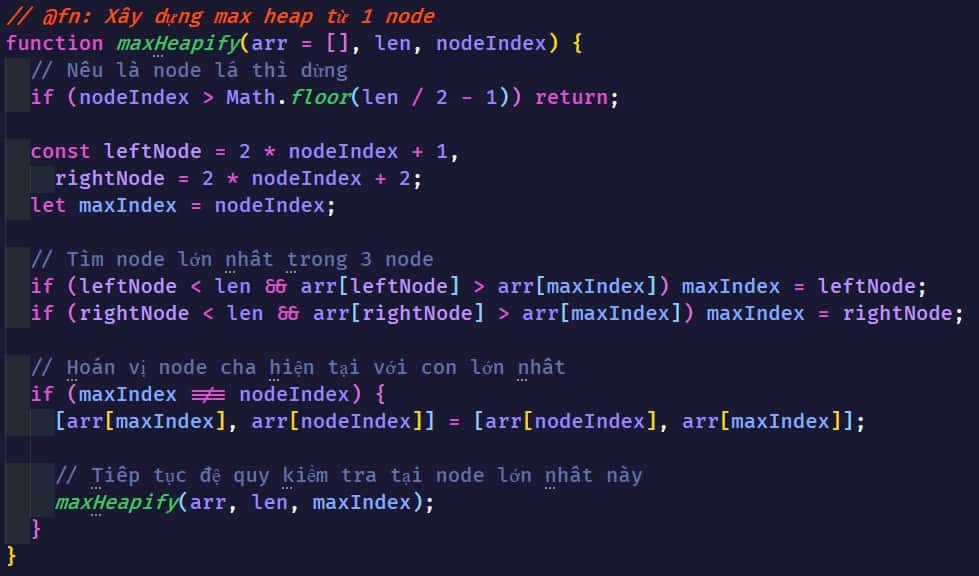 // @fn: Xây dựng max heap từ 1 node
function maxHeapify(arr = [], len, nodeIndex) {
// Nếu là node lá thì dừng
if (nodeIndex > Math.floor(len / 2 - 1)) return;
const leftNode = 2 * nodeIndex + 1,
rightNode = 2 * nodeIndex + 2;
let maxIndex = nodeIndex;
// Tìm node lớn nhất trong 3 node
if (leftNode < len && arr[leftNode] > arr[maxIndex]) maxIndex = leftNode;
if (rightNode < len && arr[rightNode] > arr[maxIndex]) maxIndex = rightNode;
// Hoán vị node cha hiện tại với con lớn nhất
if (maxIndex !== nodeIndex) {
[arr[maxIndex], arr[nodeIndex]] = [arr[nodeIndex], arr[maxIndex]];
// Tiếp tục đệ quy kiểm tra tại node lớn nhất này
maxHeapify(arr, len, maxIndex);
}
}